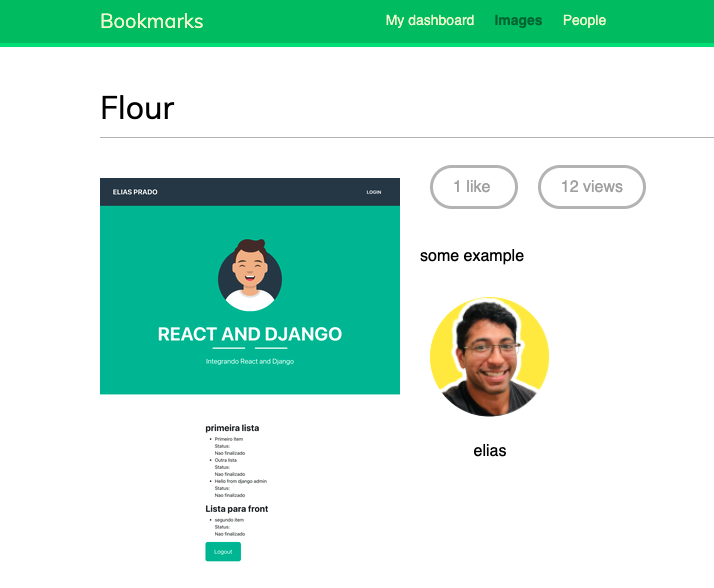 Bookmarks
My dashboard Images People
Flour
1 like 12 views
ELIAS PRADO LOGIN
REACT AND DJANGO
Integrando React and Django
some example
elias
primeira lista
Primeiro item
Status:
Nao finalizado
Outra lista
Status:
Nao finalizado
Hello from django admin
Status:
Nao finalizado
Lista para front
segundo item
Status:
Nao finalizado
Logout